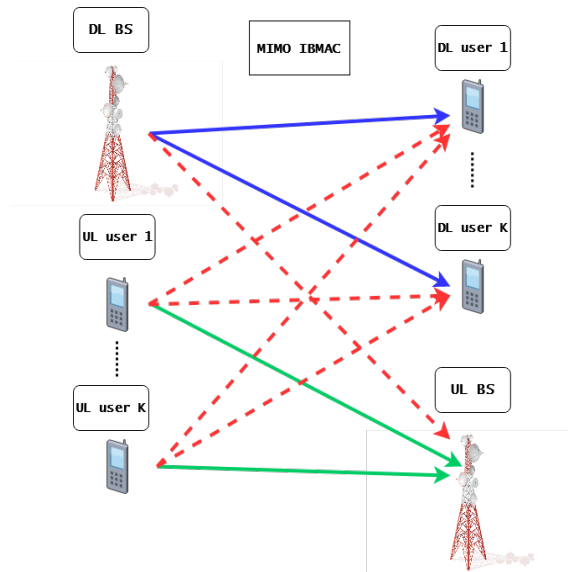 DL BS
MIMO IBMAC
DL user 1
UL user 1
DL user K
UL user K
UL BS